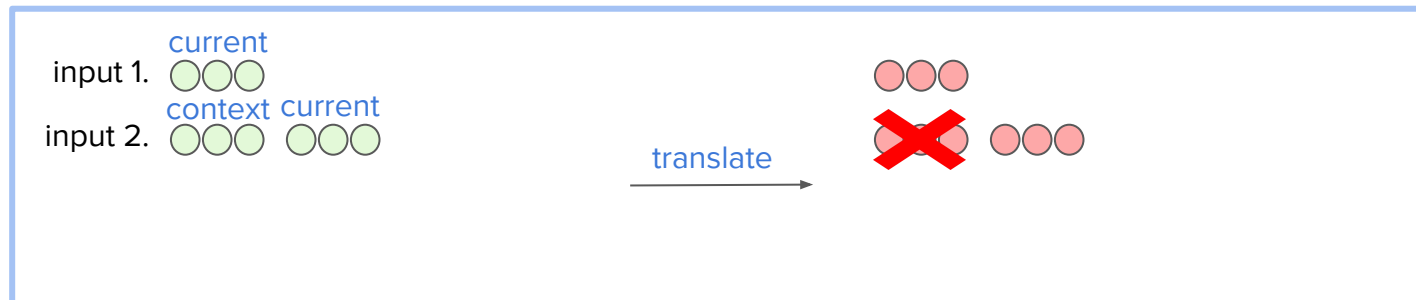 current
input 1.
context current
input 2.
translate